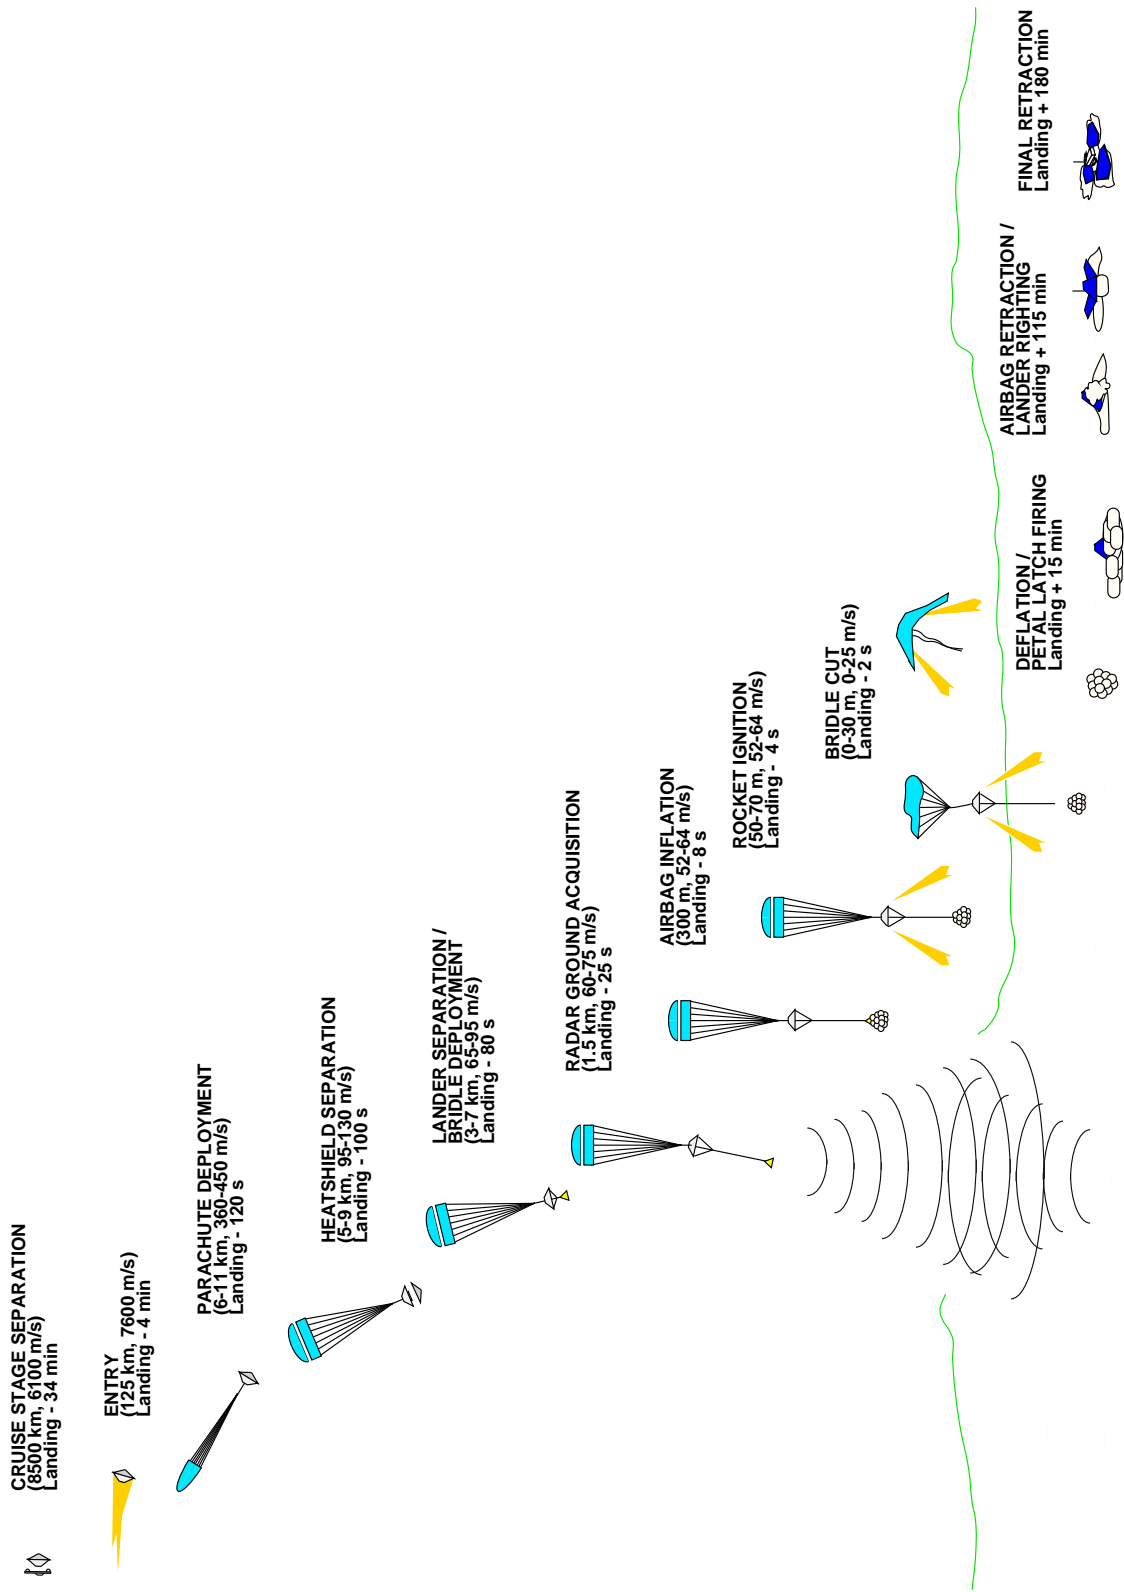 CRUISE STAGE SEPARATION
(8500 km, 6100 m/s)
Landing - 34 min
ENTRY
(125 km, 7600 m/s)
Landing - 4 min
PARACHUTE DEPLOYMENT
(6-11 km, 360-450 m/s)
Landing - 120 s
HEATSHIELD SEPARATION
(5-9 km, 95-130 m/s)
Landing - 100 s
LANDER SEPARATION /
BRIDLE DEPLOYMENT
(3-7 km, 65-95 m/s)
Landing - 80 s
RADAR GROUND ACQUISITION
(1.5 km, 60-75 m/s)
Landing - 25 s
AIRBAG INFLATION
(300 m, 52-64 m/s)
Landing - 8 s
ROCKET IGNITION
(50-70 m, 52-64 m/s)
Landing - 4 s
BRIDLE CUT
(0-30 m, 0-25 m/s)
Landing - 2 s
DEFLATION /
PETAL LATCH FIRING
Landing + 15 min
AIRBAG RETRACTION /
LANDER RIGHTING
Landing + 115 min
FINAL RETRACTION
Landing + 180 min